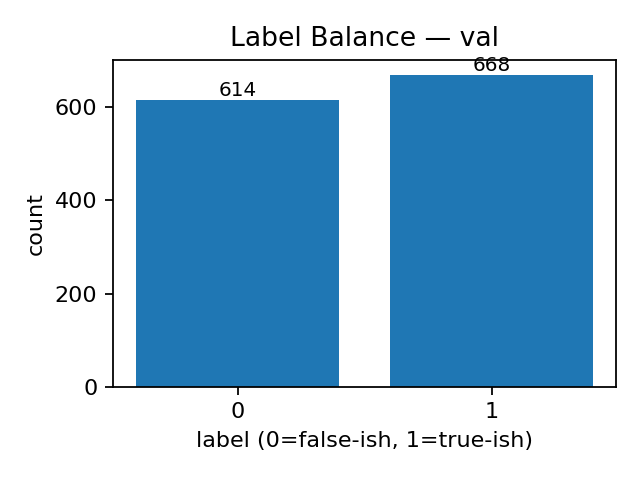 Label Balance — val
668
614
600
400
200
0
count
0 1
label (0=false-ish, 1=true-ish)